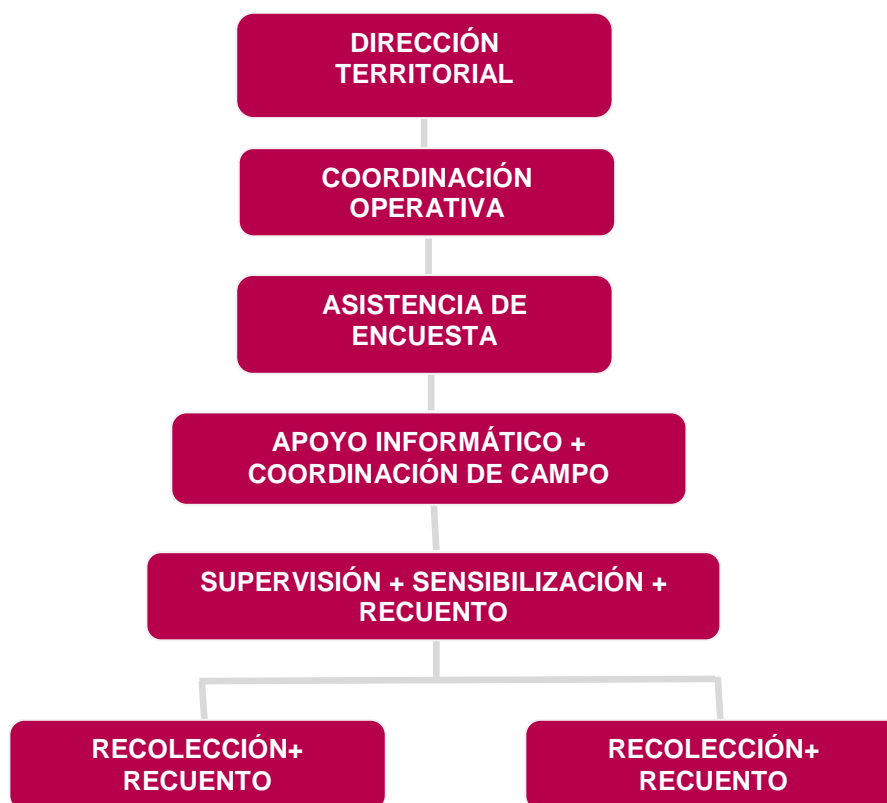 DIRECCIÓN
TERRITORIAL
COORDINACIÓN
OPERATIVA
ASISTENCIA DE
ENCUESTA
APOYO INFORMÁTICO +
COORDINACIÓN DE CAMPO
SUPERVISIÓN + SENSIBILIZACIÓN +
RECUENTO
RECOLECCIÓN+
RECUENTO
RECOLECCIÓN+
RECUENTO